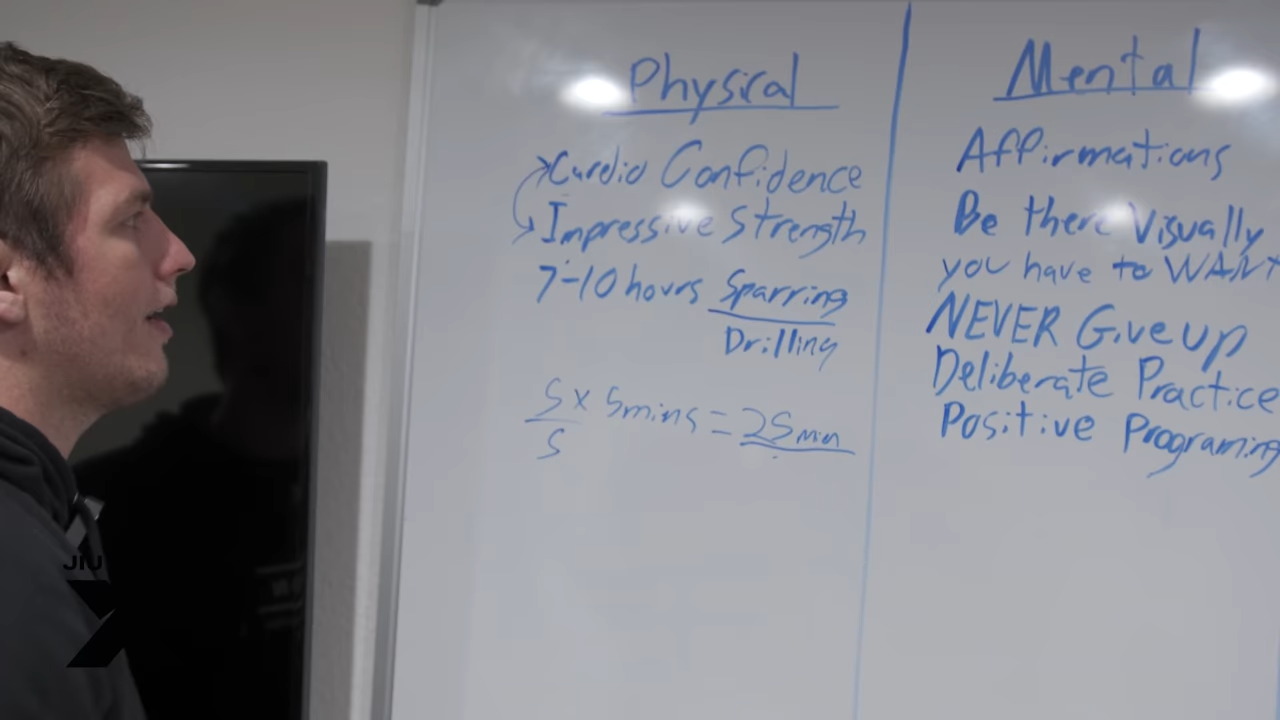 Physical
Cardio Confidence
Impressive Strength
7-10 hours Sparring
Drilling
5 x 5mins = 25min
5
Mental
Affirmations
Be there Visually
you have to WANT
NEVER Give up
Deliberate Practice
Positive Programing
JIU
X